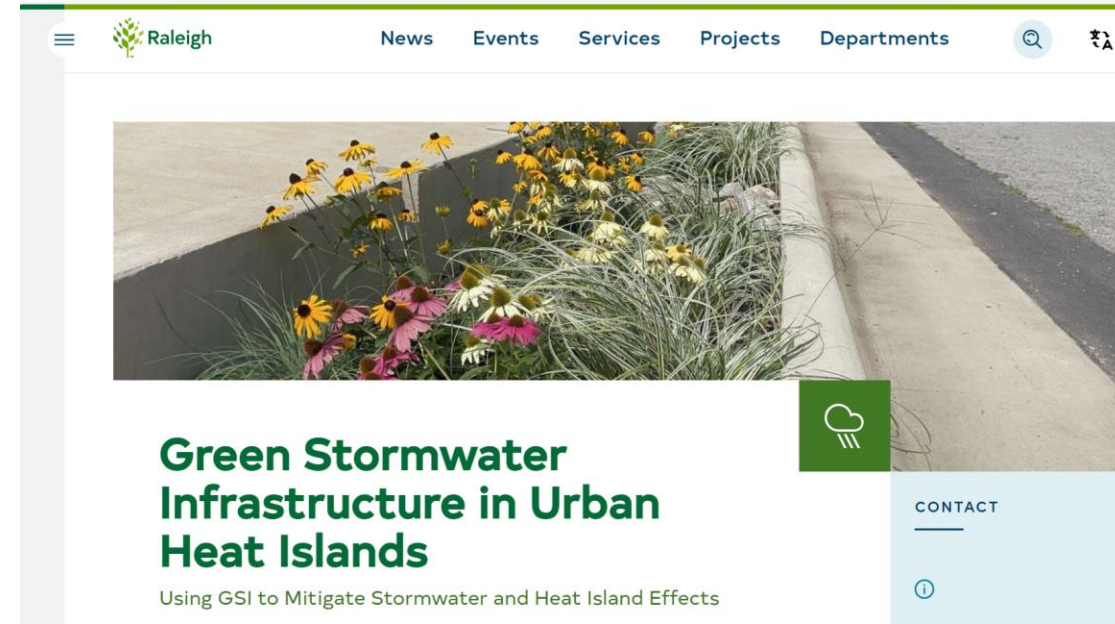 Raleigh
News Events Services Projects Departments
Green Stormwater
Infrastructure in Urban
Heat Islands
Using GSI to Mitigate Stormwater and Heat Island Effects
CONTACT